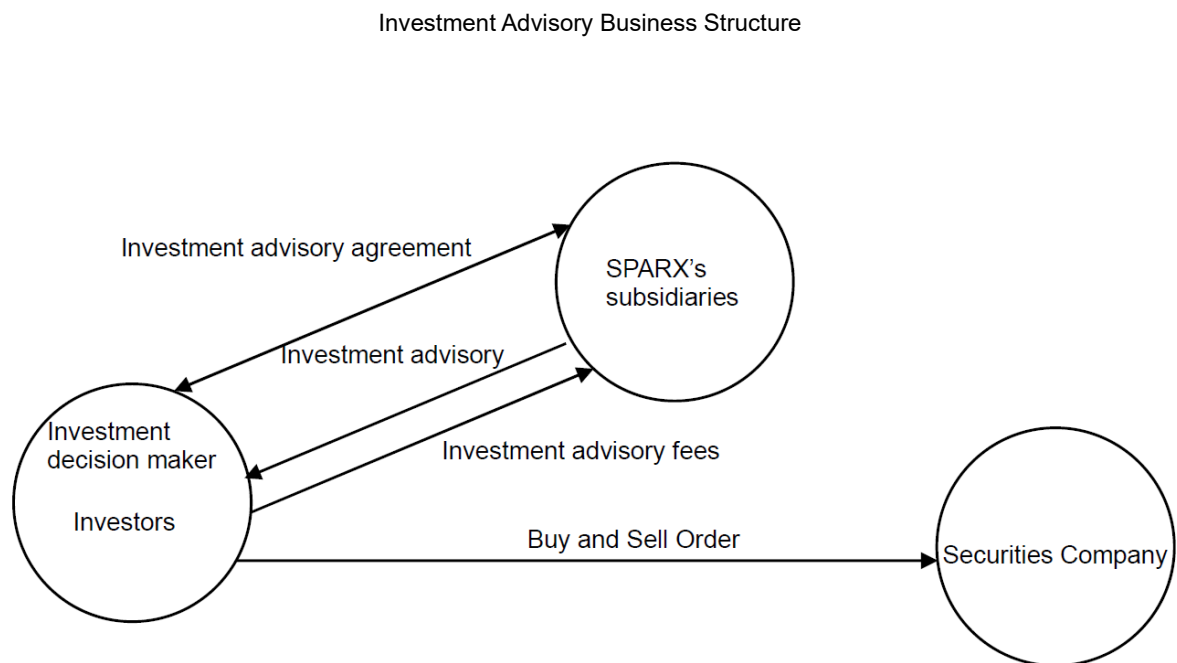 Investment Advisory Business Structure
Investment advisory agreement
SPARX’s
subsidiaries
Investment advisory
Investment
decision maker
Investors
Investment advisory fees
Buy and Sell Order
Securities Company